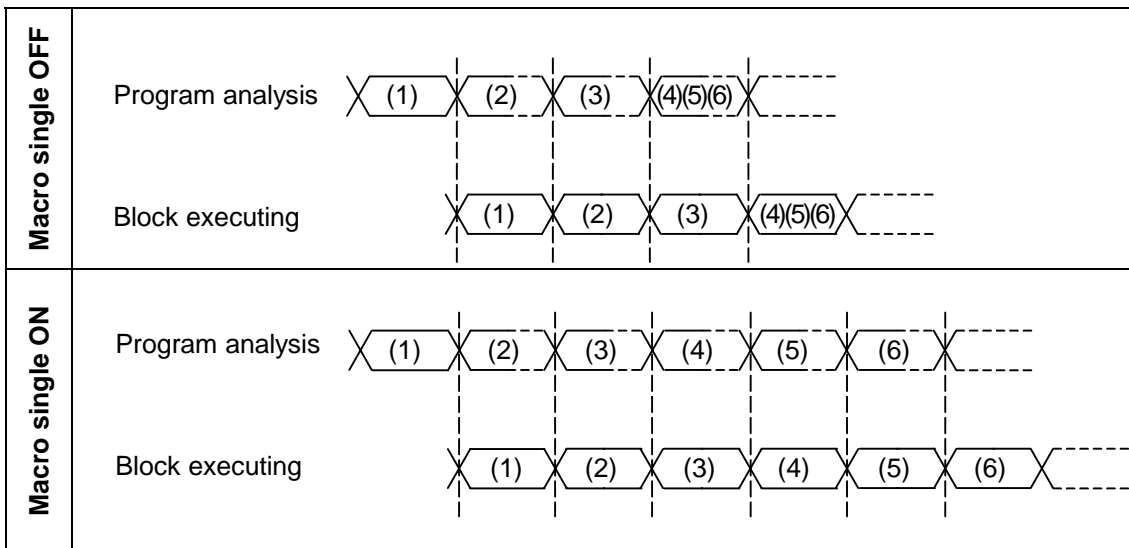 Macro single OFF
Program analysis (1) (2) (3) (4)(5)(6)
Block executing (1) (2) (3) (4)(5)(6)
Macro single ON
Program analysis (1) (2) (3) (4) (5) (6)
Block executing (1) (2) (3) (4) (5) (6)